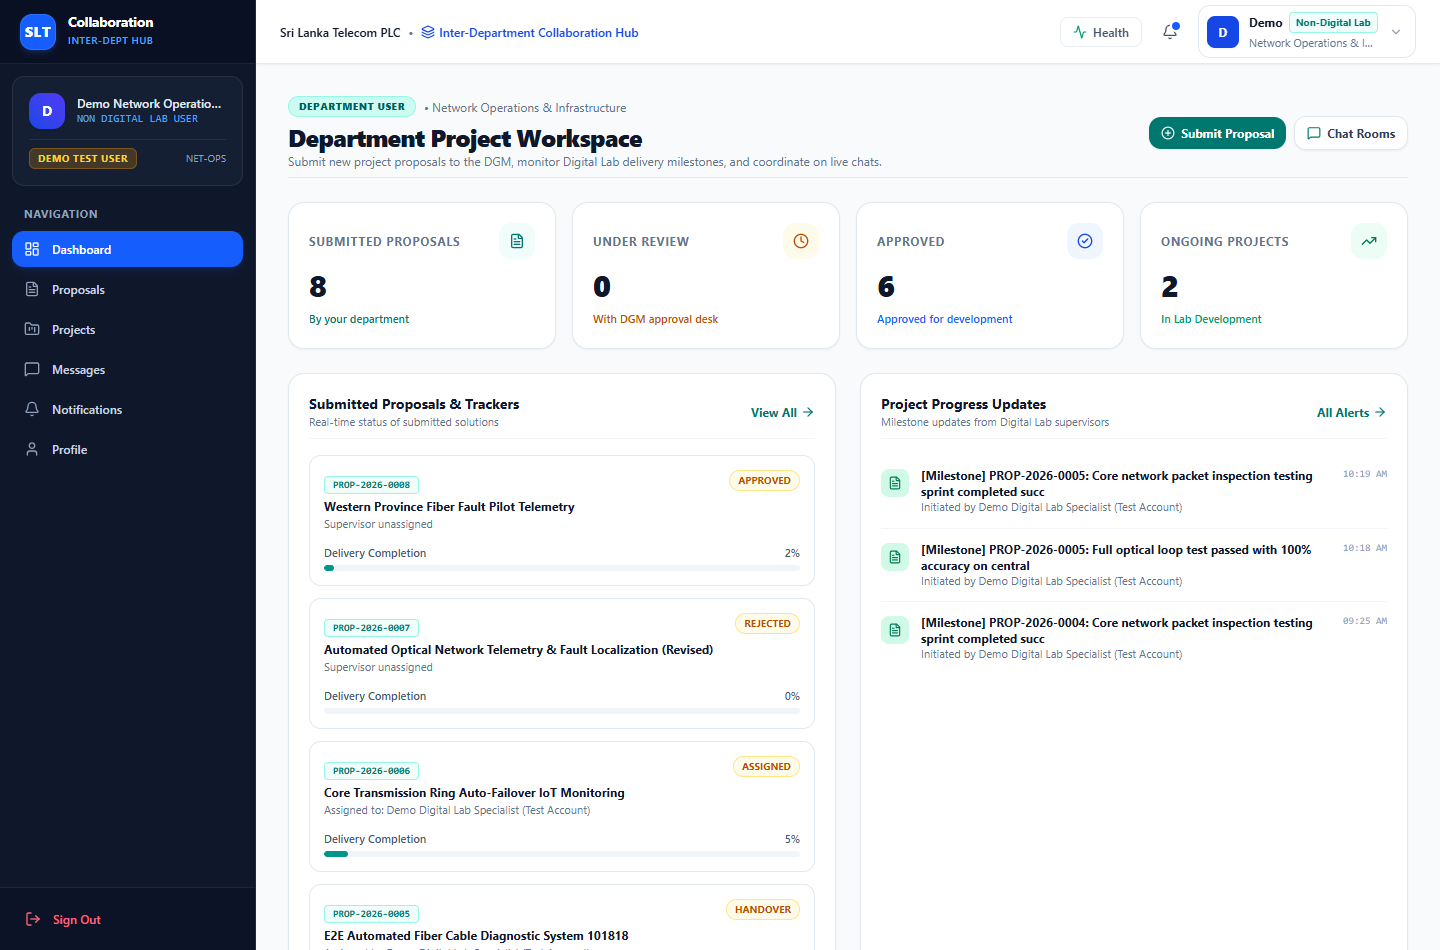 SLT
Collaboration
INTER-DEPT HUB
D
Demo Network Operatio...
NON DIGITAL LAB USER
DEMO TEST USER
NET-OPS
NAVIGATION
Dashboard
Proposals
Projects
Messages
Notifications
Profile
Sign Out
Sri Lanka Telecom PLC • Inter-Department Collaboration Hub
Health
D
Demo Non-Digital Lab
Network Operations & I...
DEPARTMENT USER • Network Operations & Infrastructure
Department Project Workspace
Submit new project proposals to the DGM, monitor Digital Lab delivery milestones, and coordinate on live chats.
Submit Proposal
Chat Rooms
SUBMITTED PROPOSALS
8
By your department
UNDER REVIEW
0
With DGM approval desk
APPROVED
6
Approved for development
ONGOING PROJECTS
2
In Lab Development
Submitted Proposals & Trackers
Real-time status of submitted solutions
View All
PROP-2026-0008
APPROVED
Western Province Fiber Fault Pilot Telemetry
Supervisor unassigned
Delivery Completion 2%
PROP-2026-0007
REJECTED
Automated Optical Network Telemetry & Fault Localization (Revised)
Supervisor unassigned
Delivery Completion 0%
PROP-2026-0006
ASSIGNED
Core Transmission Ring Auto-Failover IoT Monitoring
Assigned to: Demo Digital Lab Specialist (Test Account)
Delivery Completion 5%
PROP-2026-0005
HANDOVER
E2E Automated Fiber Cable Diagnostic System 101818
Project Progress Updates
Milestone updates from Digital Lab supervisors
All Alerts
[Milestone] PROP-2026-0005: Core network packet inspection testing
sprint completed succ
Initiated by Demo Digital Lab Specialist (Test Account)
10:19 AM
[Milestone] PROP-2026-0005: Full optical loop test passed with 100%
accuracy on central
Initiated by Demo Digital Lab Specialist (Test Account)
10:18 AM
[Milestone] PROP-2026-0004: Core network packet inspection testing
sprint completed succ
Initiated by Demo Digital Lab Specialist (Test Account)
09:25 AM